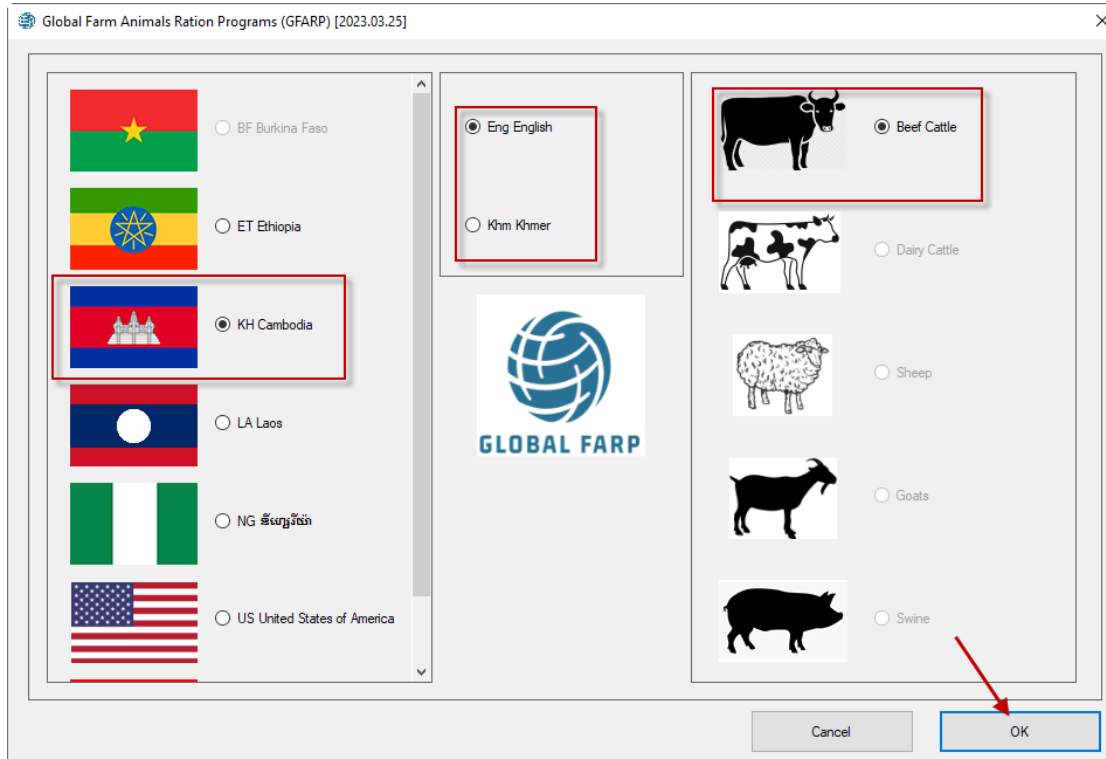 Global Farm Animals Ration Programs (GFARP) [2023.03.25]
BF Burkina Faso
ET Ethiopia
KH Cambodia
LA Laos
NG នីហ្សេរីយ៉ា
US United States of America
Eng English
Khm Khmer
GLOBAL FARP
Beef Cattle
Dairy Cattle
Sheep
Goats
Swine
Cancel
OK